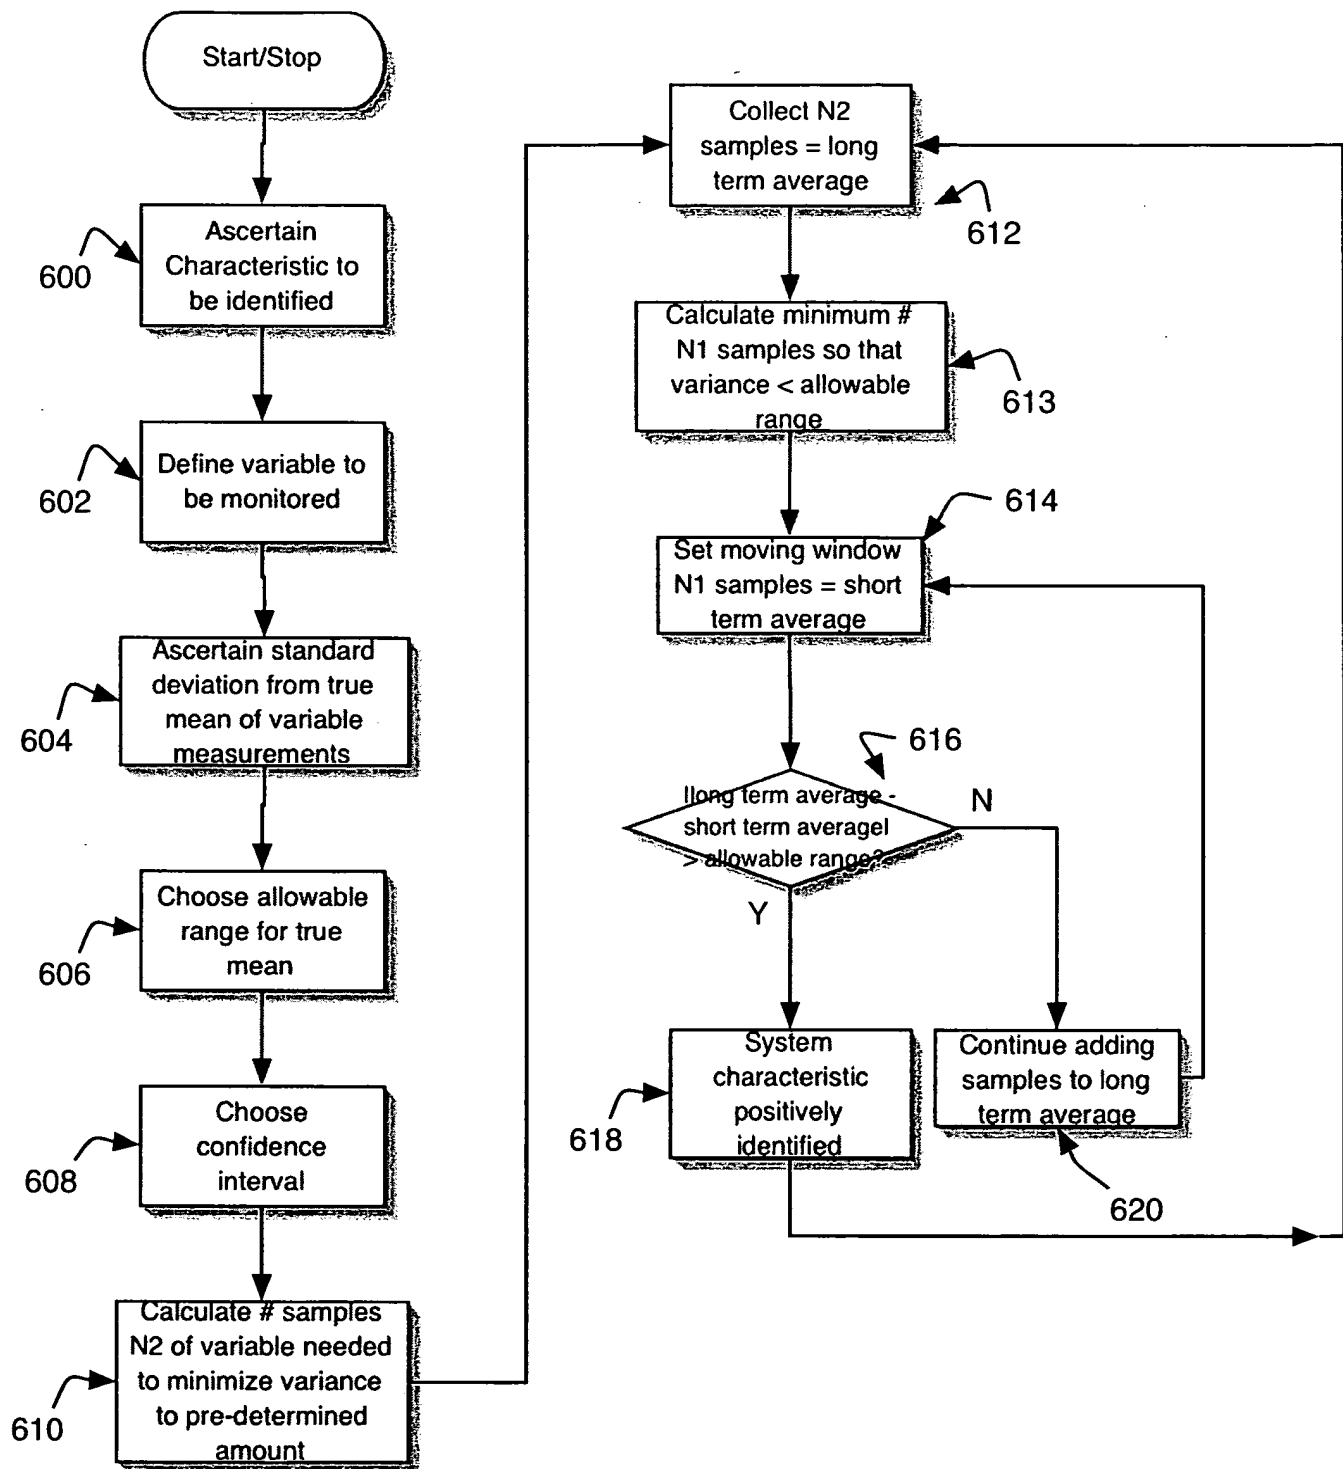 Start/Stop
Ascertain
Characteristic to
be identified
600
Define variable to
be monitored
602
Ascertain standard
deviation from true
mean of variable
measurements
604
Choose allowable
range for true
mean
606
Choose
confidence
interval
608
Calculate # samples
N2 of variable needed
to minimize variance
to pre-determined
amount
610
Collect N2
samples = long
term average
612
Calculate minimum #
N1 samples so that
variance < allowable
range
613
Set moving window
N1 samples = short
term average
614
|long term average -
short term average|
> allowable range?
616
N
Y
System
characteristic
positively
identified
618
Continue adding
samples to long
term average
620